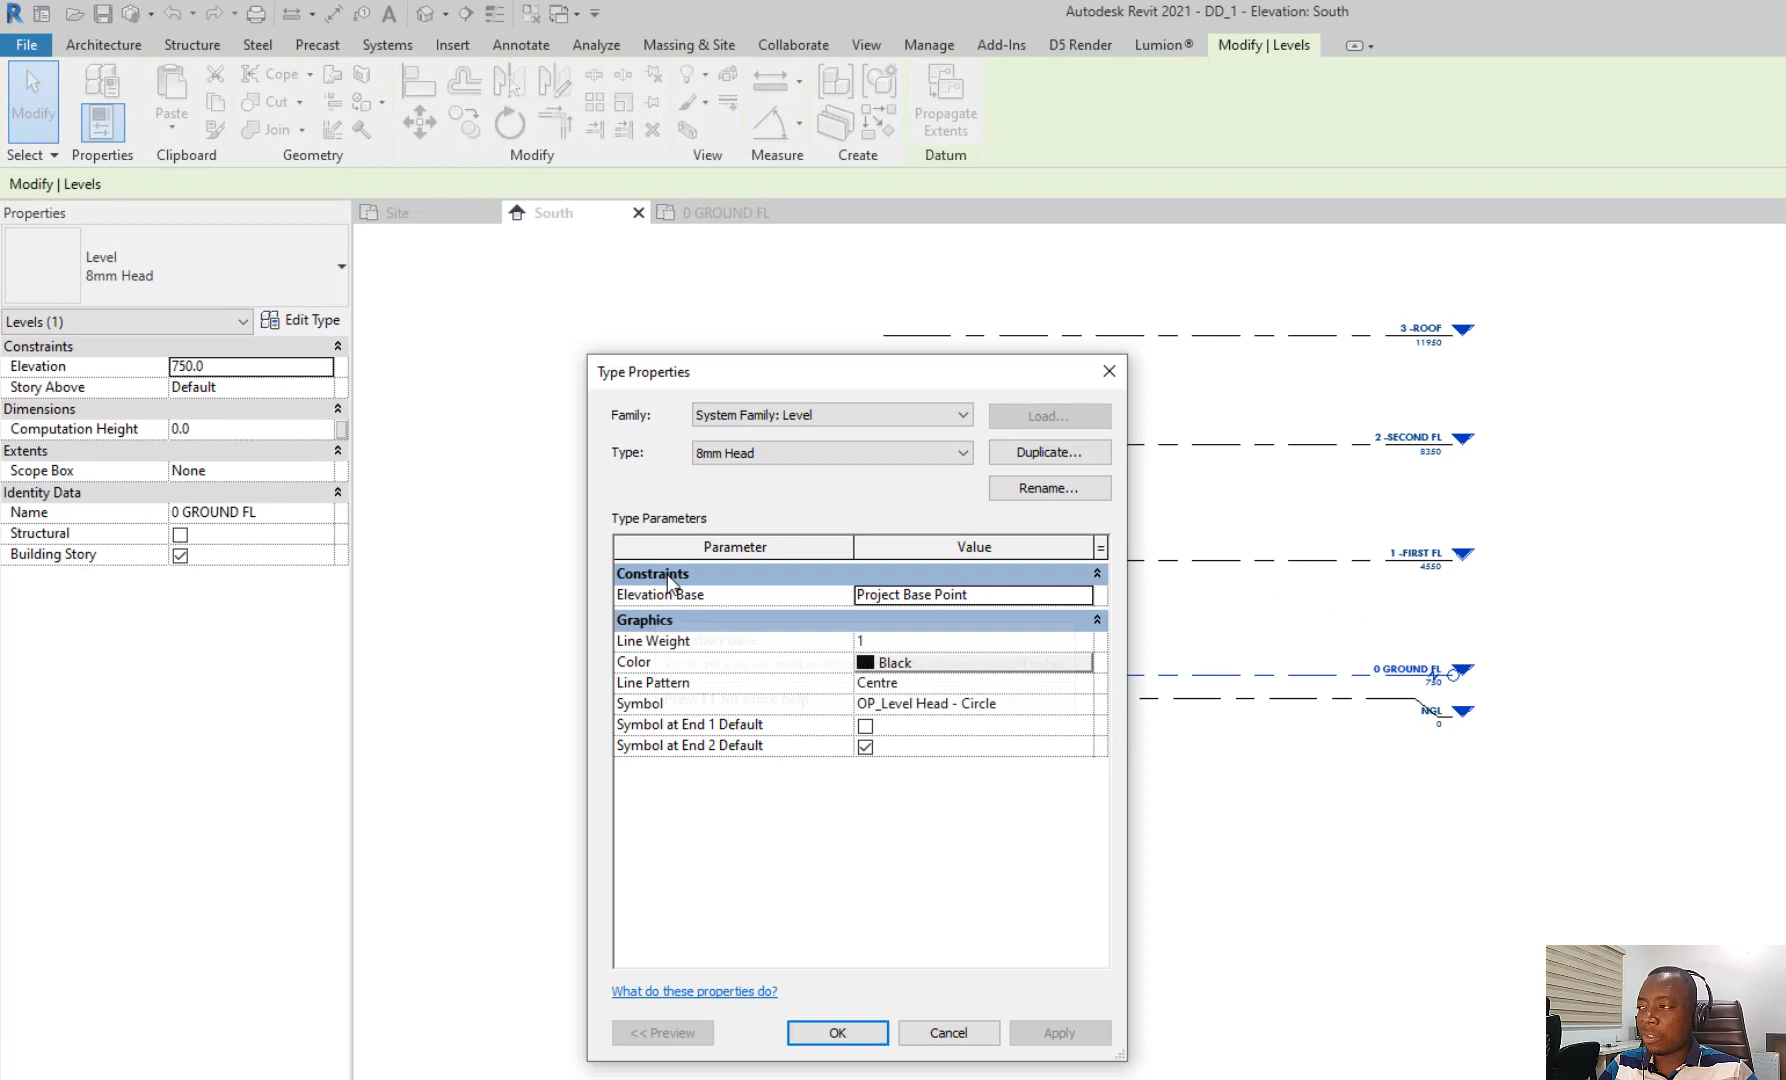 Autodesk Revit 2021 - DD_1 - Elevation: South
File Architecture Structure Steel Precast Systems Insert Annotate Analyze Massing & Site Collaborate View Manage Add-Ins D5 Render Lumion® Modify | Levels
Modify Paste Cope Cut Join Propagate Extents
Select Properties Clipboard Geometry Modify View Measure Create Datum
Modify | Levels
Properties
Site South 0 GROUND FL
Level
8mm Head
Levels (1) Edit Type
Constraints
Elevation 750.0
Story Above Default
Dimensions
Computation Height 0.0
Extents
Scope Box None
Identity Data
Name 0 GROUND FL
Structural
Building Story
Type Properties
Family: System Family: Level Load...
Type: 8mm Head Duplicate...
Rename...
Type Parameters
Parameter Value =
Constraints
Elevation Base Project Base Point
Graphics
Line Weight 1
Color Black
Line Pattern Centre
Symbol OP_Level Head - Circle
Symbol at End 1 Default
Symbol at End 2 Default
What do these properties do?
<< Preview OK Cancel Apply
3 -ROOF
11950
2 -SECOND FL
8350
1 -FIRST FL
4550
0 GROUND FL
750
NGL
0